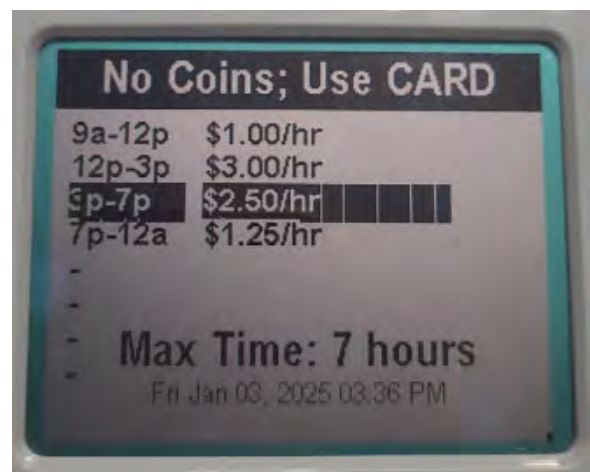 No Coins; Use CARD
9a-12p $1.00/hr
12p-3p $3.00/hr
3p-7p $2.50/hr
7p-12a $1.25/hr
-
-
-
-
Max Time: 7 hours
Fri Jan 03, 2025 03:36 PM